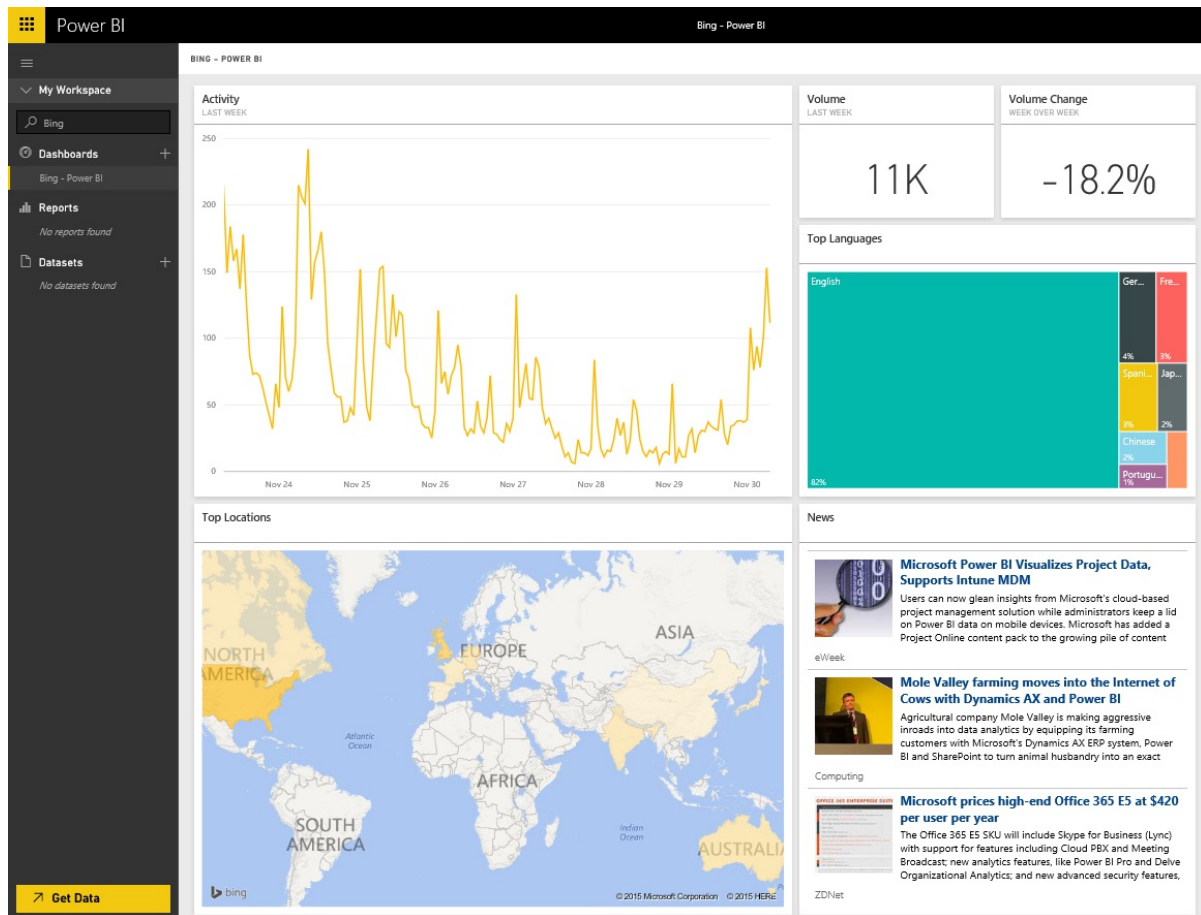 Power BI
Bing - Power BI
BING - POWER BI
My Workspace
Bing
Dashboards
Bing - Power BI
Reports
No reports found
Datasets
No datasets found
Get Data
Activity
LAST WEEK
250
200
150
100
50
0
Nov 24 Nov 25 Nov 26 Nov 27 Nov 28 Nov 29 Nov 30
Volume
LAST WEEK
11K
Volume Change
WEEK OVER WEEK
-18.2%
Top Languages
English
82%
Ger...
4%
Fre...
3%
Spani...
3%
Jap...
2%
Chinese
2%
Portugu...
1%
Top Locations
NORTH
AMERICA
EUROPE
ASIA
Atlantic
Ocean
AFRICA
SOUTH
AMERICA
Indian
Ocean
AUSTRALI
bing
© 2015 Microsoft Corporation © 2015 HERE
News
Microsoft Power BI Visualizes Project Data,
Supports Intune MDM
Users can now glean insights from Microsoft's cloud-based
project management solution while administrators keep a lid
on Power BI data on mobile devices. Microsoft has added a
Project Online content pack to the growing pile of content
eWeek
Mole Valley farming moves into the Internet of
Cows with Dynamics AX and Power BI
Agricultural company Mole Valley is making aggressive
inroads into data analytics by equipping its farming
customers with Microsoft's Dynamics AX ERP system, Power
BI and SharePoint to turn animal husbandry into an exact
Computing
OFFICE 365 ENTERPRISE
Microsoft prices high-end Office 365 E5 at $420
per user per year
The Office 365 E5 SKU will include Skype for Business (Lync)
with support for features including Cloud PBX and Meeting
Broadcast; new analytics features, like Power BI Pro and Delve
Organizational Analytics; and new advanced security features,
ZDNet